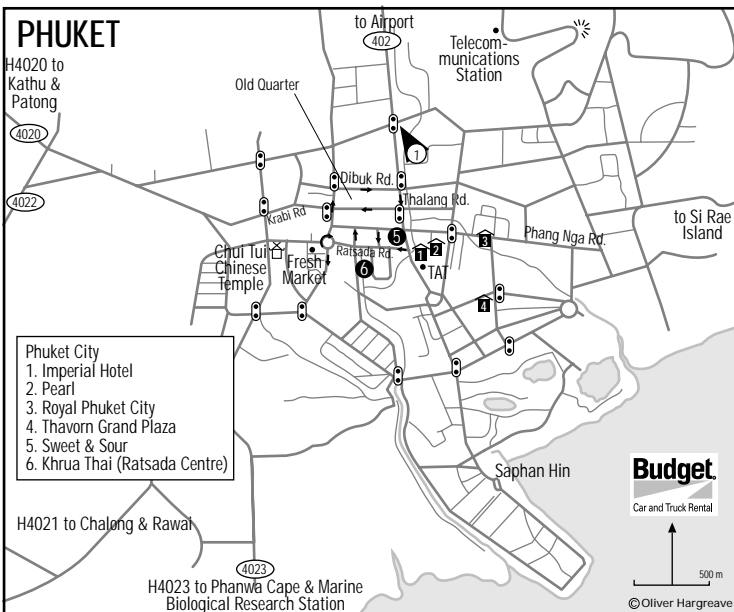 PHUKET
to Airport
402
Telecom-
munications
Station
H4020 to
Kathu &
Patong
Old Quarter
4020
1
Dibuk Rd.
4022
Thalang Rd.
Krabi Rd
to Si Rae
Island
Phang Nga Rd.
5
3
Ratsada Rd.
1
2
Chui Tui
Chinese
Temple
Fresh
Market
6
TAT
4
Phuket City
1. Imperial Hotel
2. Pearl
3. Royal Phuket City
4. Thavorn Grand Plaza
5. Sweet & Sour
6. Khrua Thai (Ratsada Centre)
Saphan Hin
Budget.
Car and Truck Rental
H4021 to Chalong & Rawai
4023
500 m
H4023 to Phanwa Cape & Marine
Biological Research Station
©Oliver Hargreave